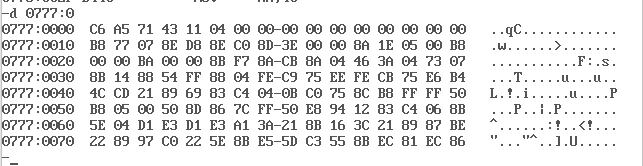 -d 0777:0
0777:0000 C6 A5 71 43 11 04 00 00-00 00 00 00 00 00 00 00 ..qC............
0777:0010 B8 77 07 8E D8 8E C0 8D-3E 00 00 8A 1E 05 00 B8 .w......>.......
0777:0020 00 00 BA 00 00 8B F7 8A-CB 8A 04 46 3A 04 73 07 ...........F:.s.
0777:0030 8B 14 88 54 FF 88 04 FE-C9 75 EE FE CB 75 E6 B4 ...T.....u...u..
0777:0040 4C CD 21 89 69 83 C4 04-0B C0 75 8C B8 FF FF 50 L.!.i.....u....P
0777:0050 B8 05 00 50 8D 86 7C FF-50 E8 94 12 83 C4 06 8B ...P..|.P.......
0777:0060 5E 04 D1 E3 D1 E3 A1 3A-21 8B 16 3C 21 89 87 BE ^......:!..<!...
0777:0070 22 89 97 C0 22 5E 8B E5-5D C3 55 8B EC 81 EC 86 "..."^..].U.....
-